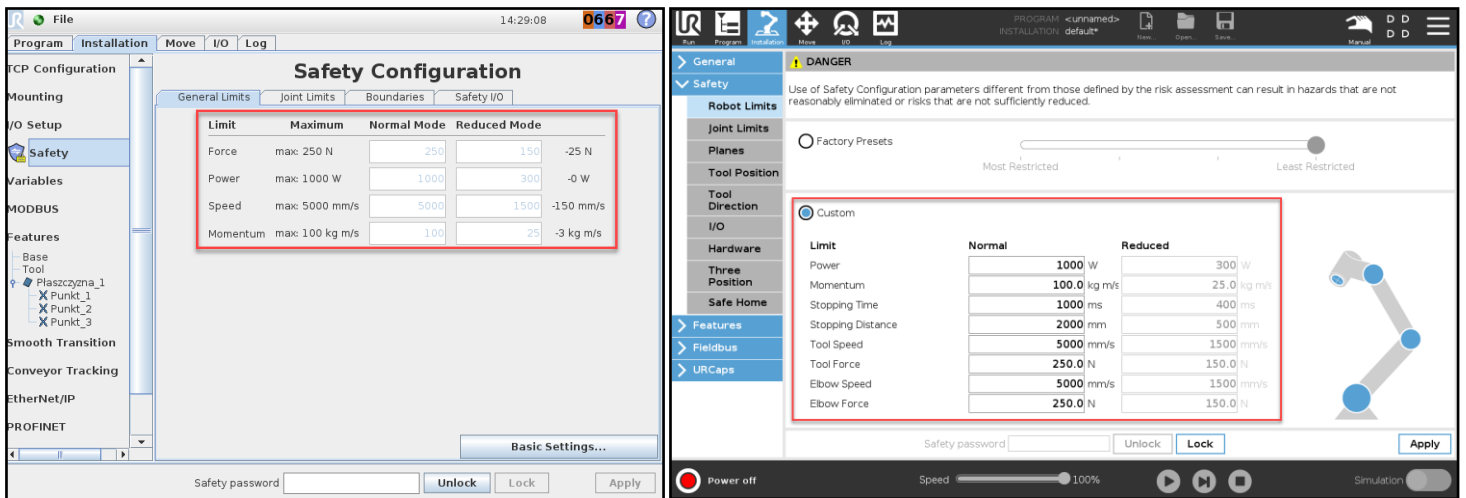 File 14:29:08 0667 ?
Program Installation Move I/O Log
TCP Configuration
Mounting
I/O Setup
Safety
Variables
MODBUS
Features
Base
Tool
Płaszczyzna_1
Punkt_1
Punkt_2
Punkt_3
Smooth Transition
Conveyor Tracking
EtherNet/IP
PROFINET
Safety Configuration
General Limits Joint Limits Boundaries Safety I/O
Limit Maximum Normal Mode Reduced Mode
Force max: 250 N 250 150 -25 N
Power max: 1000 W 1000 300 -0 W
Speed max: 5000 mm/s 5000 1500 -150 mm/s
Momentum max: 100 kg m/s 100 25 -3 kg m/s
Basic Settings...
Safety password Unlock Lock Apply
Run Program Installation Move I/O Log
PROGRAM <unnamed>
INSTALLATION default*
New... Open... Save...
Manual
D D
D D
General
Safety
Robot Limits
Joint Limits
Planes
Tool Position
Tool
Direction
I/O
Hardware
Three
Position
Safe Home
Features
Fieldbus
URCaps
DANGER
Use of Safety Configuration parameters different from those defined by the risk assessment can result in hazards that are not
reasonably eliminated or risks that are not sufficiently reduced.
Factory Presets
Most Restricted Least Restricted
Custom
Limit Normal Reduced
Power 1000 W 300 W
Momentum 100.0 kg m/s 25.0 kg m/s
Stopping Time 1000 ms 400 ms
Stopping Distance 2000 mm 500 mm
Tool Speed 5000 mm/s 1500 mm/s
Tool Force 250.0 N 150.0 N
Elbow Speed 5000 mm/s 1500 mm/s
Elbow Force 250.0 N 150.0 N
Safety password Unlock Lock Apply
Power off Speed 100% Simulation